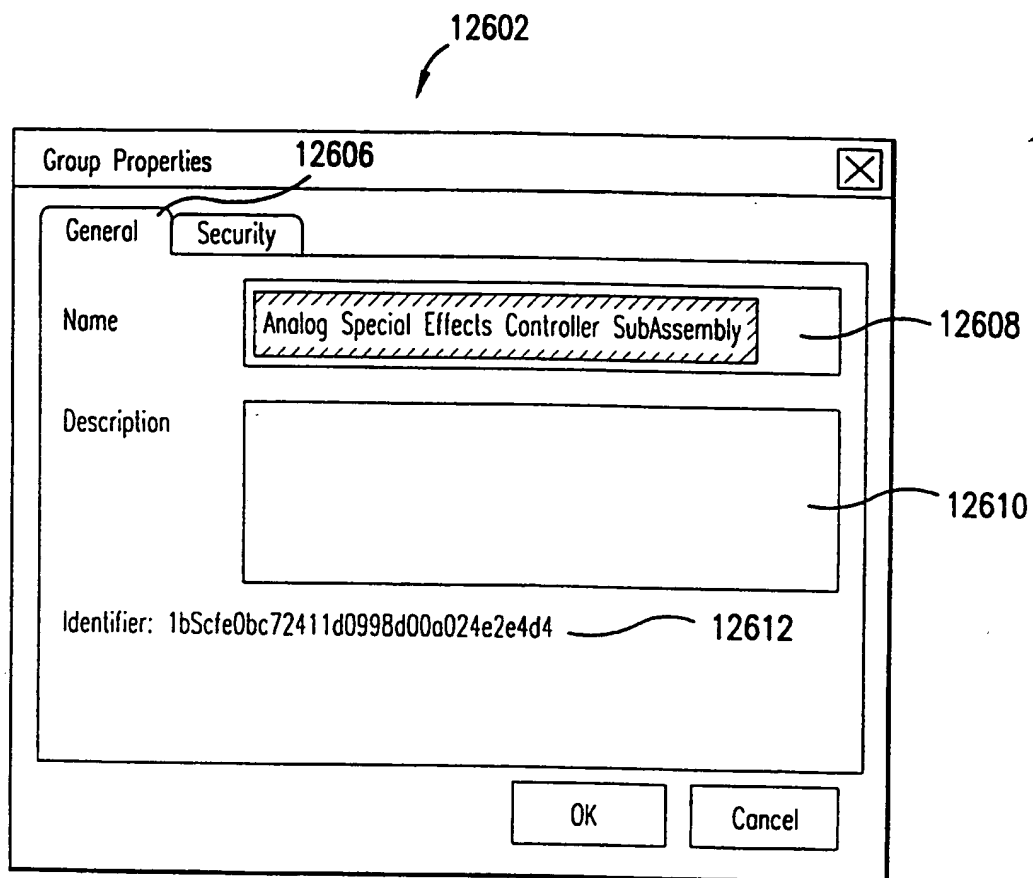 12602
Group Properties
12606
General
Security
Name
Analog Special Effects Controller SubAssembly
12608
Description
12610
Identifier: 1bScfe0bc72411d0998d00a024e2e4d4
12612
OK
Cancel